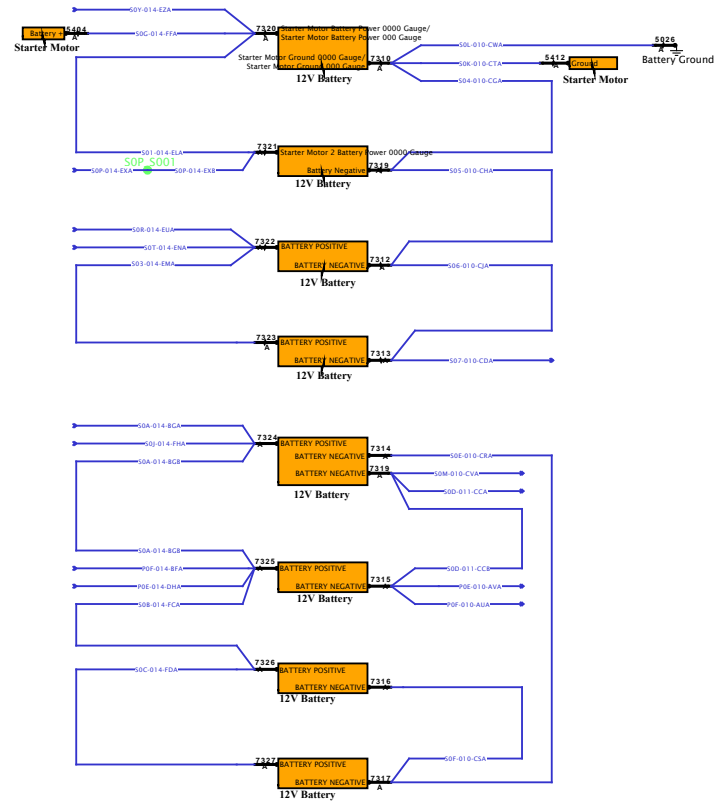 S0Y-014-EZA
5404
Battery +
A
Starter Motor
S0G-014-FFA
7320
A
Starter Motor Battery Power 0000 Gauge/
Starter Motor Battery Power 000 Gauge
Starter Motor Ground 0000 Gauge/
Starter Motor Ground 000 Gauge
7310
A
12V Battery
S0L-010-CWA
S0K-010-CTA
S04-010-CGA
5412
A
Ground
Starter Motor
5026
A
Battery Ground
S01-014-ELA
S0P_S001
S0P-014-EXA
S0P-014-EXB
7321
Starter Motor 2 Battery Power 0000 Gauge
Battery Negative
7319
12V Battery
S05-010-CHA
S0R-014-EUA
S0T-014-ENA
S03-014-EMA
7322
BATTERY POSITIVE
BATTERY NEGATIVE
7312
A
12V Battery
S06-010-CJA
7323
A
BATTERY POSITIVE
BATTERY NEGATIVE
7313
12V Battery
S07-010-CDA
S0A-014-BGA
S0J-014-FHA
S0A-014-BGB
7324
A
BATTERY POSITIVE
BATTERY NEGATIVE
BATTERY NEGATIVE
7314
A
7319
A
12V Battery
S0E-010-CRA
S0M-010-CVA
S0D-011-CCA
S0A-014-BGB
P0F-014-BFA
P0E-014-DHA
S0B-014-FCA
7325
BATTERY POSITIVE
BATTERY NEGATIVE
7315
12V Battery
S0D-011-CCB
P0E-010-AVA
P0F-010-AUA
S0C-014-FDA
7326
BATTERY POSITIVE
BATTERY NEGATIVE
7316
12V Battery
7327
A
BATTERY POSITIVE
BATTERY NEGATIVE
7317
A
12V Battery
S0F-010-CSA